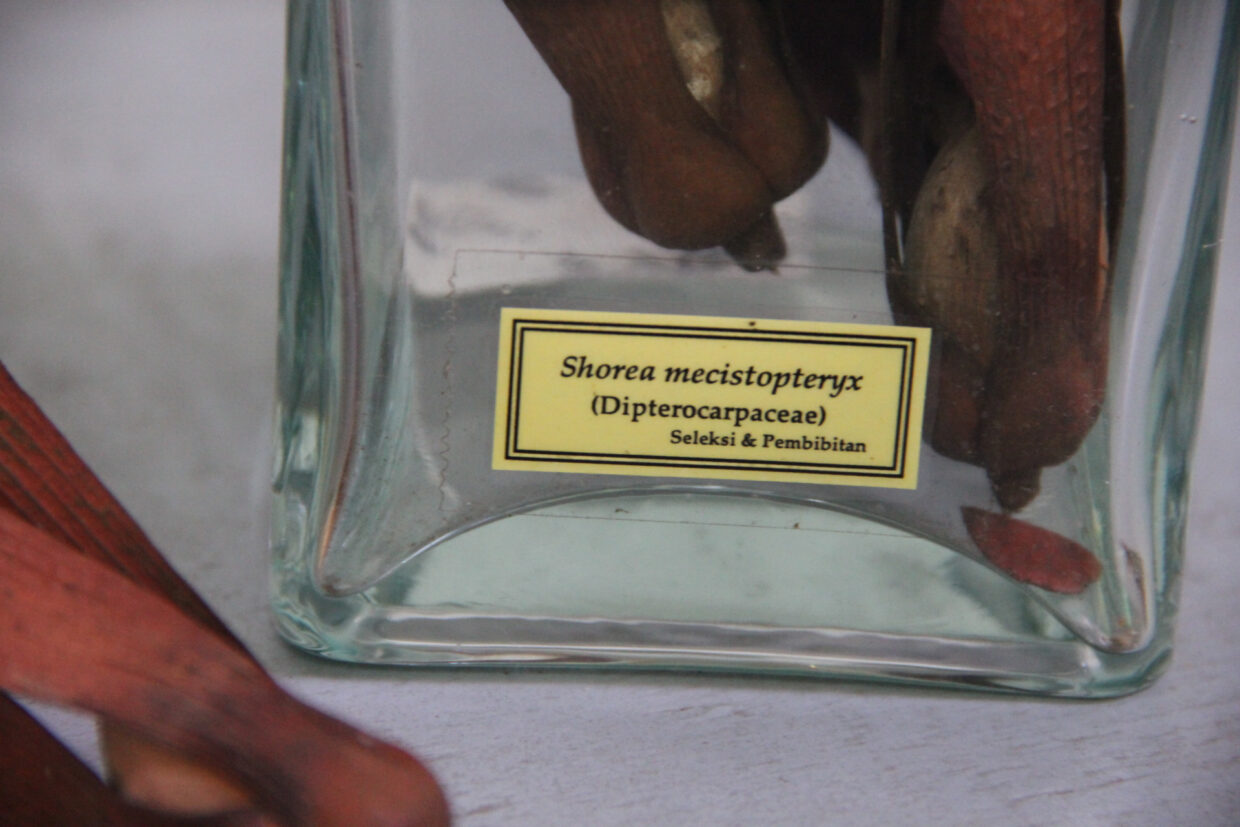 Shorea mecistopteryx
(Dipterocarpaceae)
Seleksi & Pembibitan